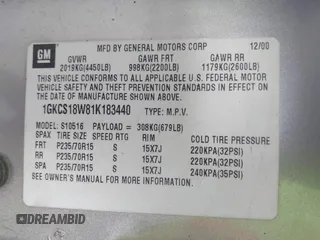 GM
MFD BY GENERAL MOTORS CORP 12/00
GVWR GAWR FRT GAWR RR
2019KG(4450LB) 998KG(2200LB) 1179KG(2600LB)
THIS VEHICLE CONFORMS TO ALL APPLICABLE U.S. FEDERAL MOTOR
VEHICLE SAFETY AND THEFT PREVENTION STANDARDS
IN EFFECT ON THE DATE OF MANUFACTURE SHOWN ABOVE.
1GKCS18W81K183440 TYPE: M.P.V.
MODEL: S10516 PAYLOAD = 308KG(679LB)
SPAX TIRE SIZE SPEED RTG RIM COLD TIRE PRESSURE
FRT P235/70R15 S 15X7J 220KPA(32PSI)
RR P235/70R15 S 15X7J 220KPA(32PSI)
SPA P235/70R15 S 15X7J 240KPA(35PSI)
SEE OWNER'S MANUAL FOR ADDITIONAL INFORMATION.
DREAMBID